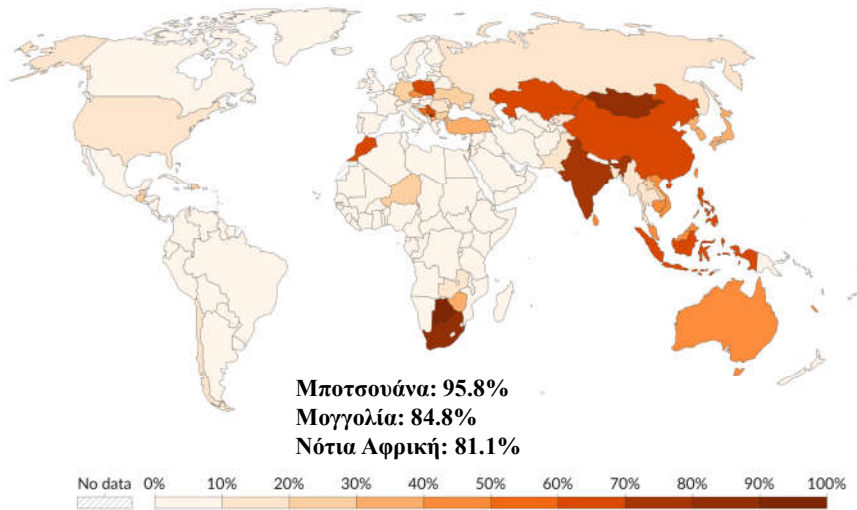 Μποτσουάνα: 95.8%
Μογγολία: 84.8%
Νότια Αφρική: 81.1%
No data 0% 10% 20% 30% 40% 50% 60% 70% 80% 90% 100%